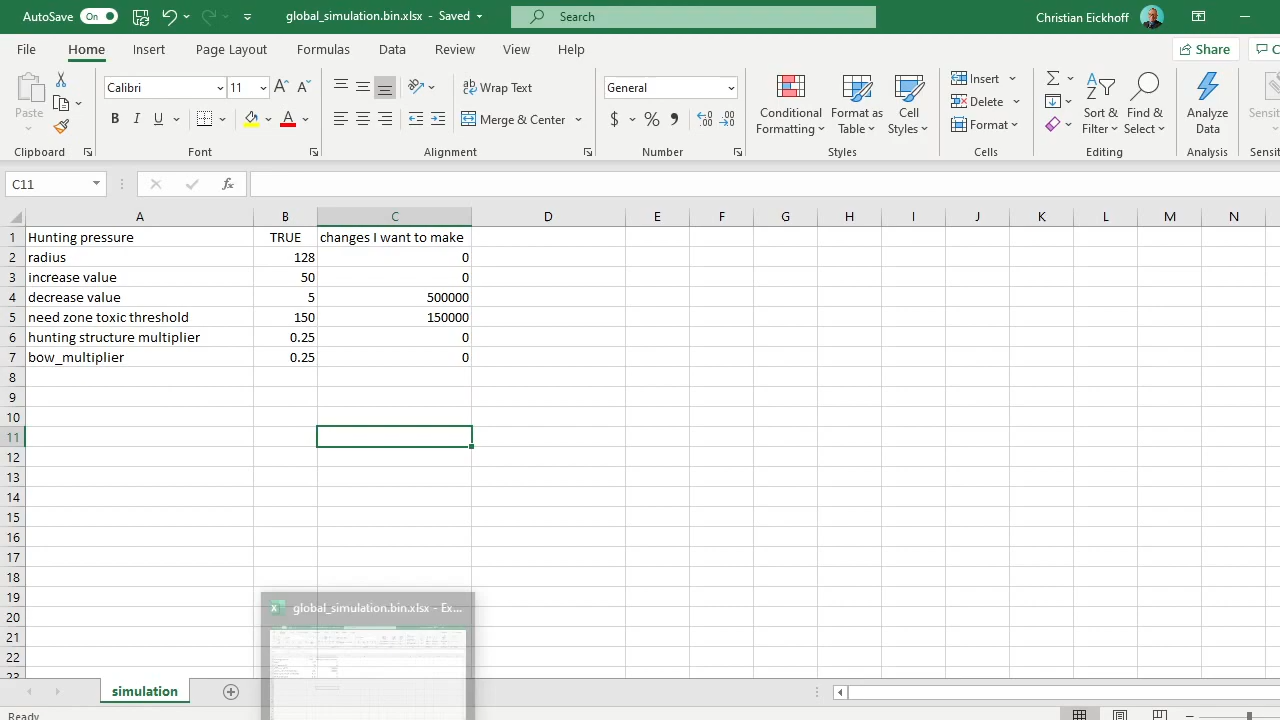 AutoSave On global_simulation.bin.xlsx - Saved Search Christian Eickhoff
File Home Insert Page Layout Formulas Data Review View Help Share C
Paste Calibri 11 Wrap Text General Conditional Formatting Format as Table Cell Styles Insert Sort & Filter Find & Select Analyze Data Sensit
B I U Merge & Center $ % Delete
Format
Clipboard Font Alignment Number Styles Cells Editing Analysis Sensit
C11 fx
A B C D E F G H I J K L M N
1 Hunting pressure TRUE changes I want to make
2 radius 128 0
3 increase value 50 0
4 decrease value 5 500000
5 need zone toxic threshold 150 150000
6 hunting structure multiplier 0.25 0
7 bow_multiplier 0.25 0
8
9
10
11
12
13
14
15
16
17
18
19
20
21
22
23
global_simulation.bin.xlsx - Ex...
simulation
Ready